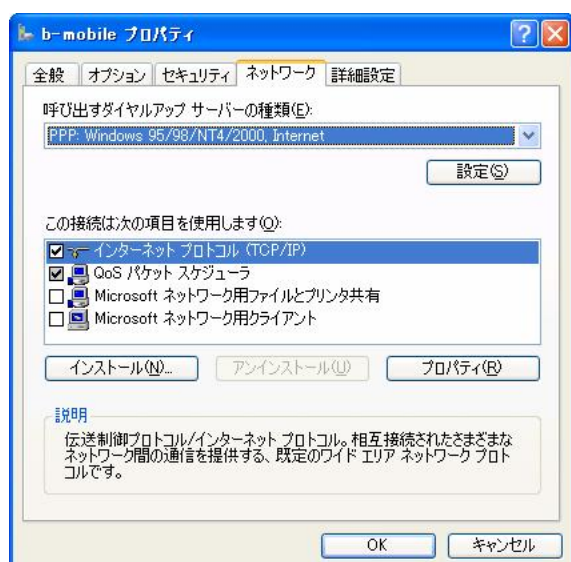 b-mobile プロパティ
全般 オプション セキュリティ ネットワーク 詳細設定
呼び出すダイヤルアップ サーバーの種類(E):
PPP: Windows 95/98/NT4/2000, Internet
設定(S)
この接続は次の項目を使用します(O):
インターネット プロトコル (TCP/IP)
QoS パケット スケジューラ
Microsoft ネットワーク用ファイルとプリンタ共有
Microsoft ネットワーク用クライアント
インストール(N)... アンインストール(U) プロパティ(R)
説明
伝送制御プロトコル/インターネット プロトコル。相互接続されたさまざまな
ネットワーク間の通信を提供する、既定のワイド エリア ネットワーク プロト
コルです。
OK キャンセル